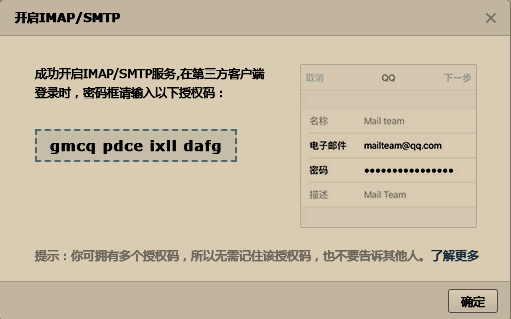 开启IMAP/SMTP
成功开启IMAP/SMTP服务,在第三方客户端
登录时，密码框请输入以下授权码：
gmcq pdce ixll dafg
取消 QQ 下一步
名称 Mail team
电子邮件 mailteam@qq.com
密码 ●●●●●●●●●●●●●●●●
描述 Mail Team
提示：你可拥有多个授权码，所以无需记住该授权码，也不要告诉其他人。了解更多
确定